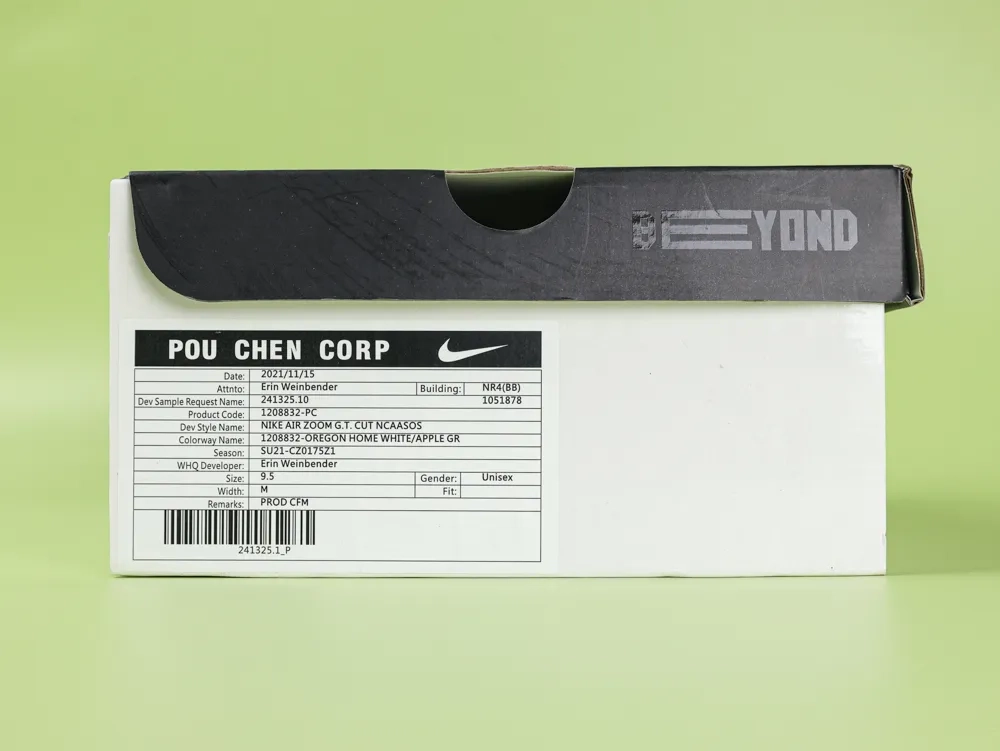 BEYOND
POU CHEN CORP
Date: 2021/11/15
Attnto: Erin Weinbender Building: NR4(BB)
Dev Sample Request Name: 241325.10 1051878
Product Code: 1208832-PC
Dev Style Name: NIKE AIR ZOOM G.T. CUT NCAASOS
Colorway Name: 1208832-OREGON HOME WHITE/APPLE GR
Season: SU21-CZ0175Z1
WHQ Developer: Erin Weinbender
Size: 9.5 Gender: Unisex
Width: M Fit:
Remarks: PROD CFM
241325.1_P